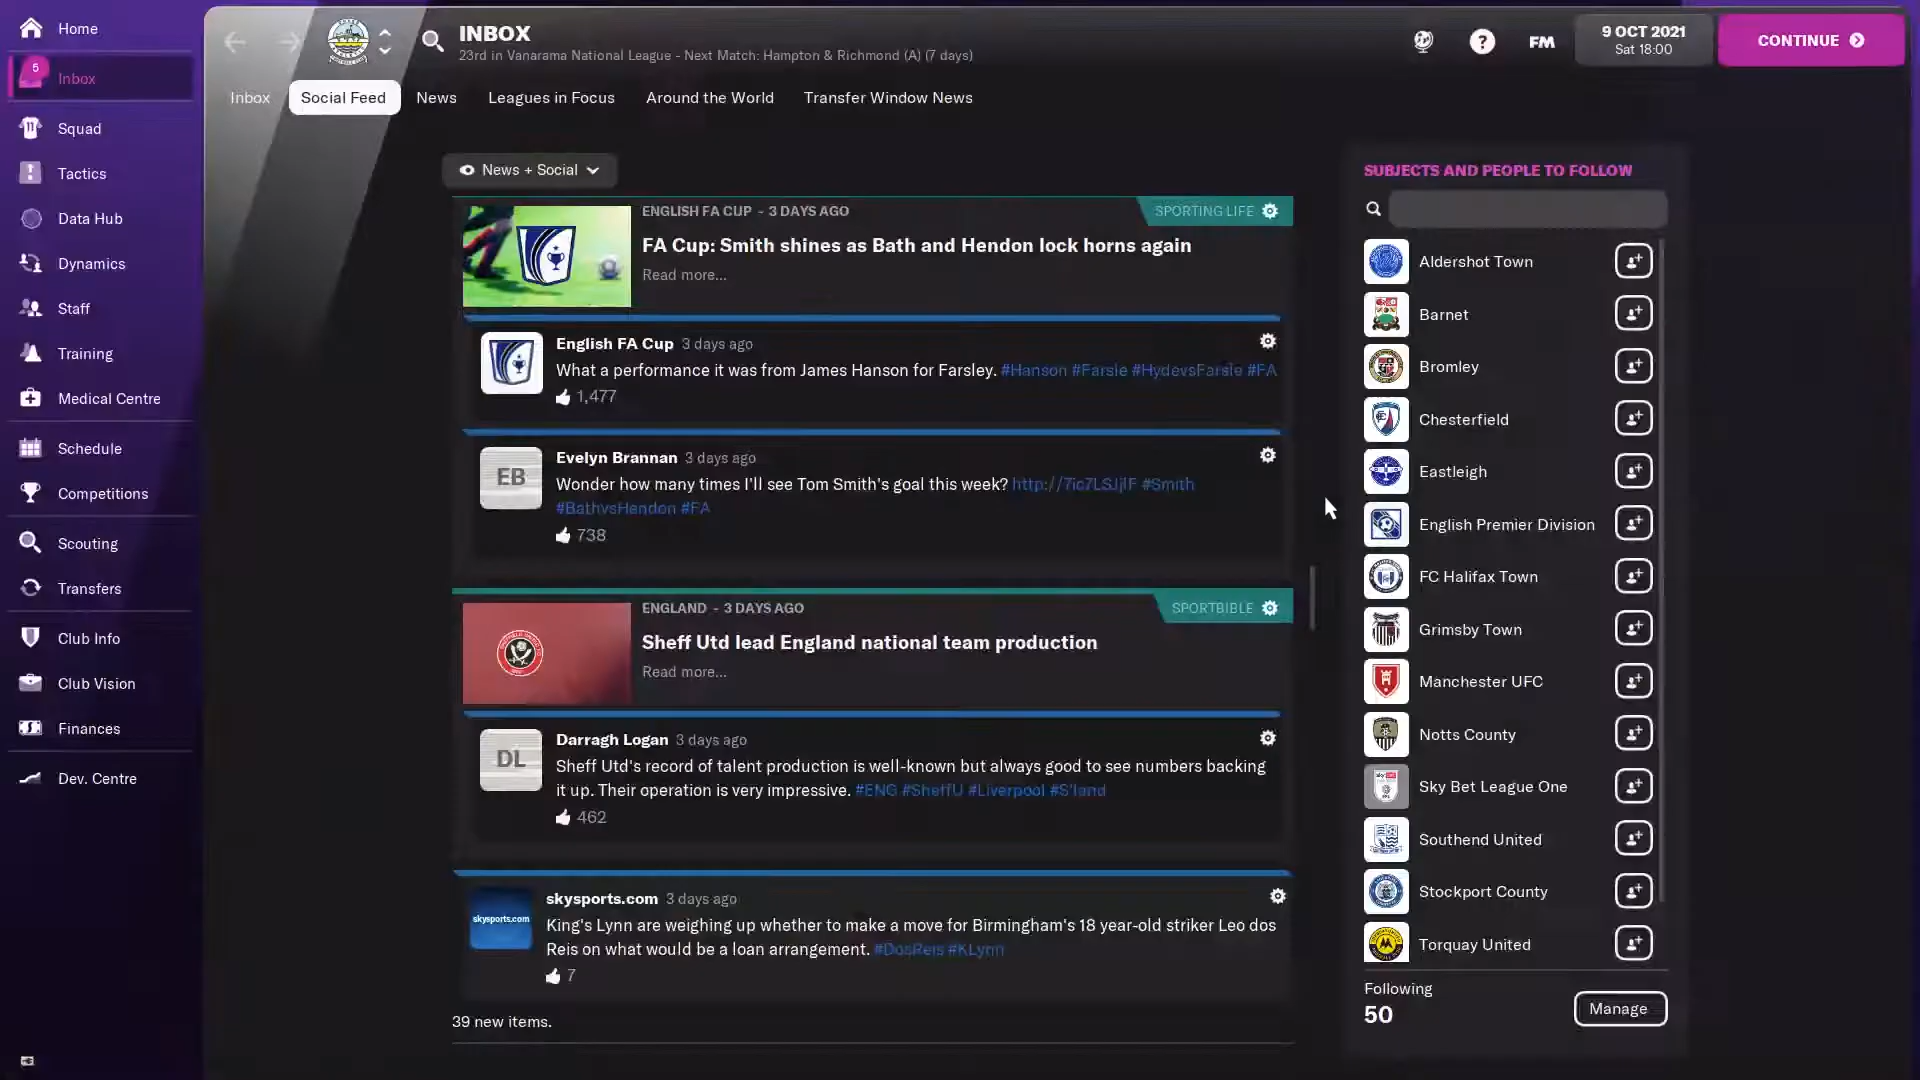 Home
5
Inbox
Squad
Tactics
Data Hub
Dynamics
Staff
Training
Medical Centre
Schedule
Competitions
Scouting
Transfers
Club Info
Club Vision
Finances
Dev. Centre
INBOX
23rd in Vanarama National League - Next Match: Hampton & Richmond (A) (7 days)
?
FM
9 OCT 2021
Sat 18:00
CONTINUE
Inbox
Social Feed
News
Leagues in Focus
Around the World
Transfer Window News
News + Social
ENGLISH FA CUP - 3 DAYS AGO
SPORTING LIFE
FA Cup: Smith shines as Bath and Hendon lock horns again
Read more...
English FA Cup 3 days ago
What a performance it was from James Hanson for Farsley. #Hanson #Farsle #HydevsFarsle #FA
1,477
EB
Evelyn Brannan 3 days ago
Wonder how many times I'll see Tom Smith's goal this week? http://7ic7LSJjlF #Smith
#BathvsHendon #FA
738
ENGLAND - 3 DAYS AGO
SPORTBIBLE
Sheff Utd lead England national team production
Read more...
DL
Darragh Logan 3 days ago
Sheff Utd's record of talent production is well-known but always good to see numbers backing
it up. Their operation is very impressive. #ENG #SheffU #Liverpool #S'land
462
skysports.com
skysports.com 3 days ago
King's Lynn are weighing up whether to make a move for Birmingham's 18 year-old striker Leo dos
Reis on what would be a loan arrangement. #DosReis #KLynn
7
39 new items.
SUBJECTS AND PEOPLE TO FOLLOW
Aldershot Town
Barnet
Bromley
Chesterfield
Eastleigh
English Premier Division
FC Halifax Town
Grimsby Town
Manchester UFC
Notts County
Sky Bet League One
Southend United
Stockport County
Torquay United
Following
50
Manage